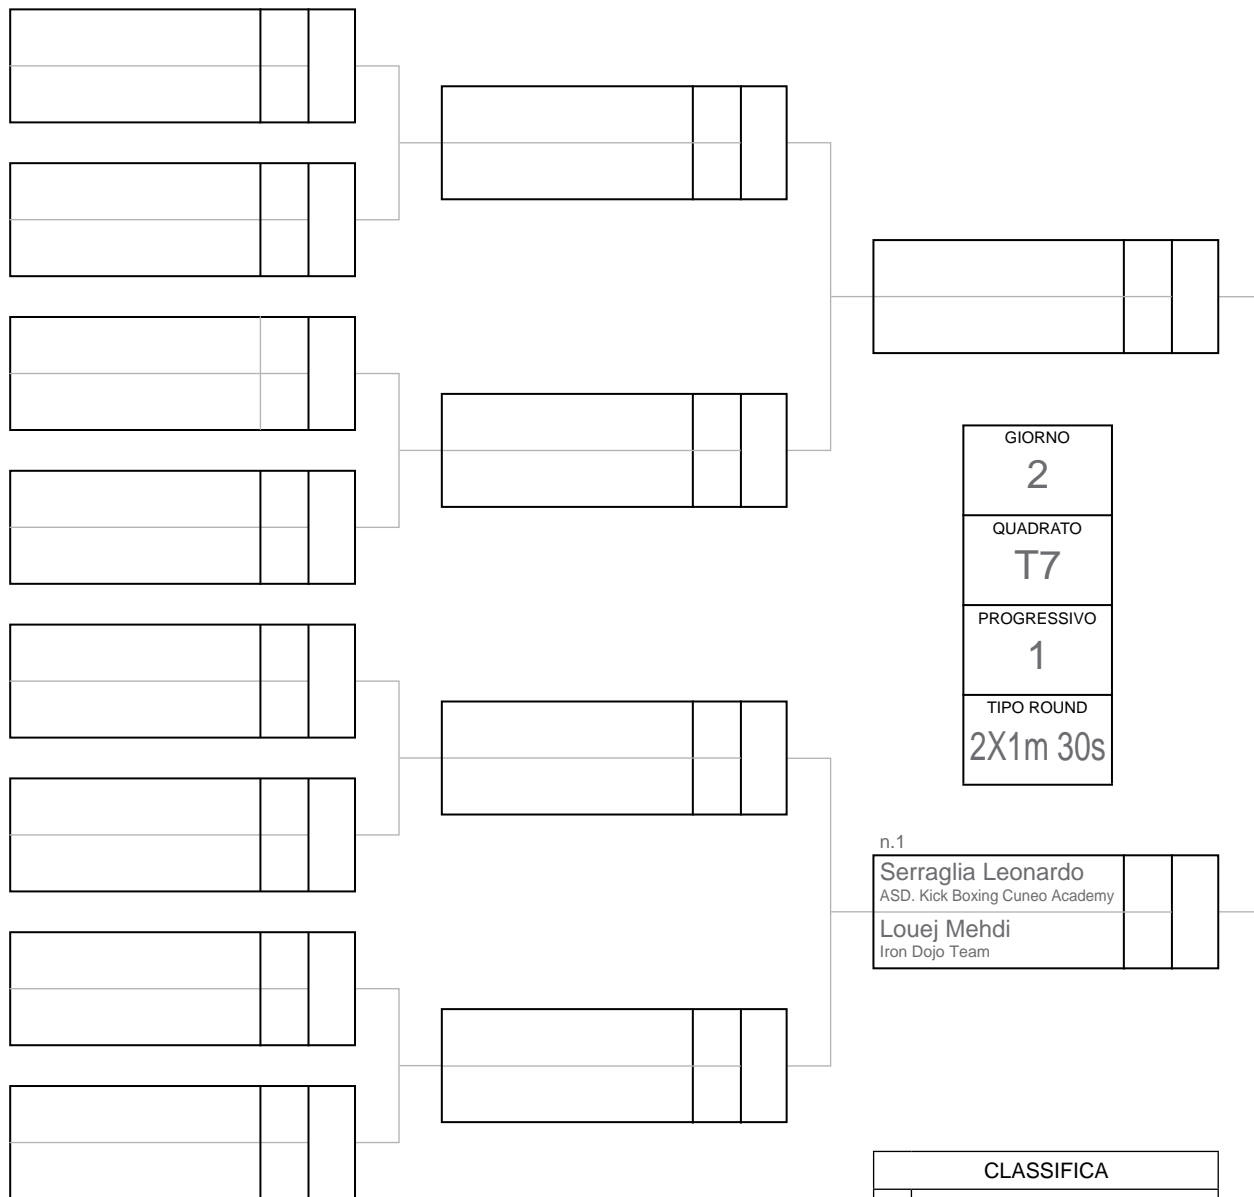 GIORNO
2
QUADRATO
T7
PROGRESSIVO
1
TIPO ROUND
2X1m 30s
n.1
Serraglia Leonardo
ASD. Kick Boxing Cuneo Academy
Louej Mehdi
Iron Dojo Team
CLASSIFICA